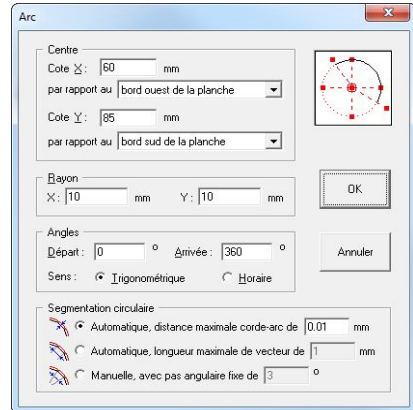 Arc
Centre
Cote X : 60 mm
par rapport au bord ouest de la planche
Cote Y : 85 mm
par rapport au bord sud de la planche
Rayon
X : 10 mm Y : 10 mm
OK
Angles
Départ : 0 ° Arrivée : 360 °
Annuler
Sens : Trigonométrique Horaire
Segmentation circulaire
Automatique, distance maximale corde-arc de 0.01 mm
Automatique, longueur maximale de vecteur de 1 mm
Manuelle, avec pas angulaire fixe de 3 °